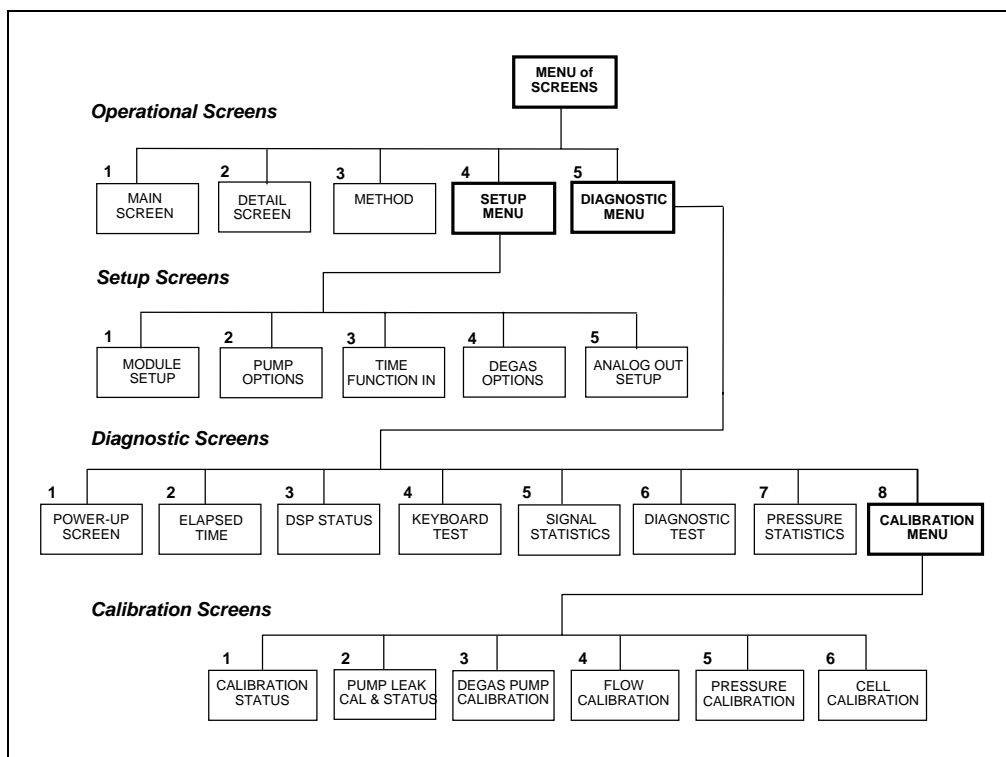 MENU of
SCREENS
Operational Screens
1
MAIN
SCREEN
2
DETAIL
SCREEN
3
METHOD
4
SETUP
MENU
5
DIAGNOSTIC
MENU
Setup Screens
1
MODULE
SETUP
2
PUMP
OPTIONS
3
TIME
FUNCTION IN
4
DEGAS
OPTIONS
5
ANALOG OUT
SETUP
Diagnostic Screens
1
POWER-UP
SCREEN
2
ELAPSED
TIME
3
DSP STATUS
4
KEYBOARD
TEST
5
SIGNAL
STATISTICS
6
DIAGNOSTIC
TEST
7
PRESSURE
STATISTICS
8
CALIBRATION
MENU
Calibration Screens
1
CALIBRATION
STATUS
2
PUMP LEAK
CAL & STATUS
3
DEGAS PUMP
CALIBRATION
4
FLOW
CALIBRATION
5
PRESSURE
CALIBRATION
6
CELL
CALIBRATION